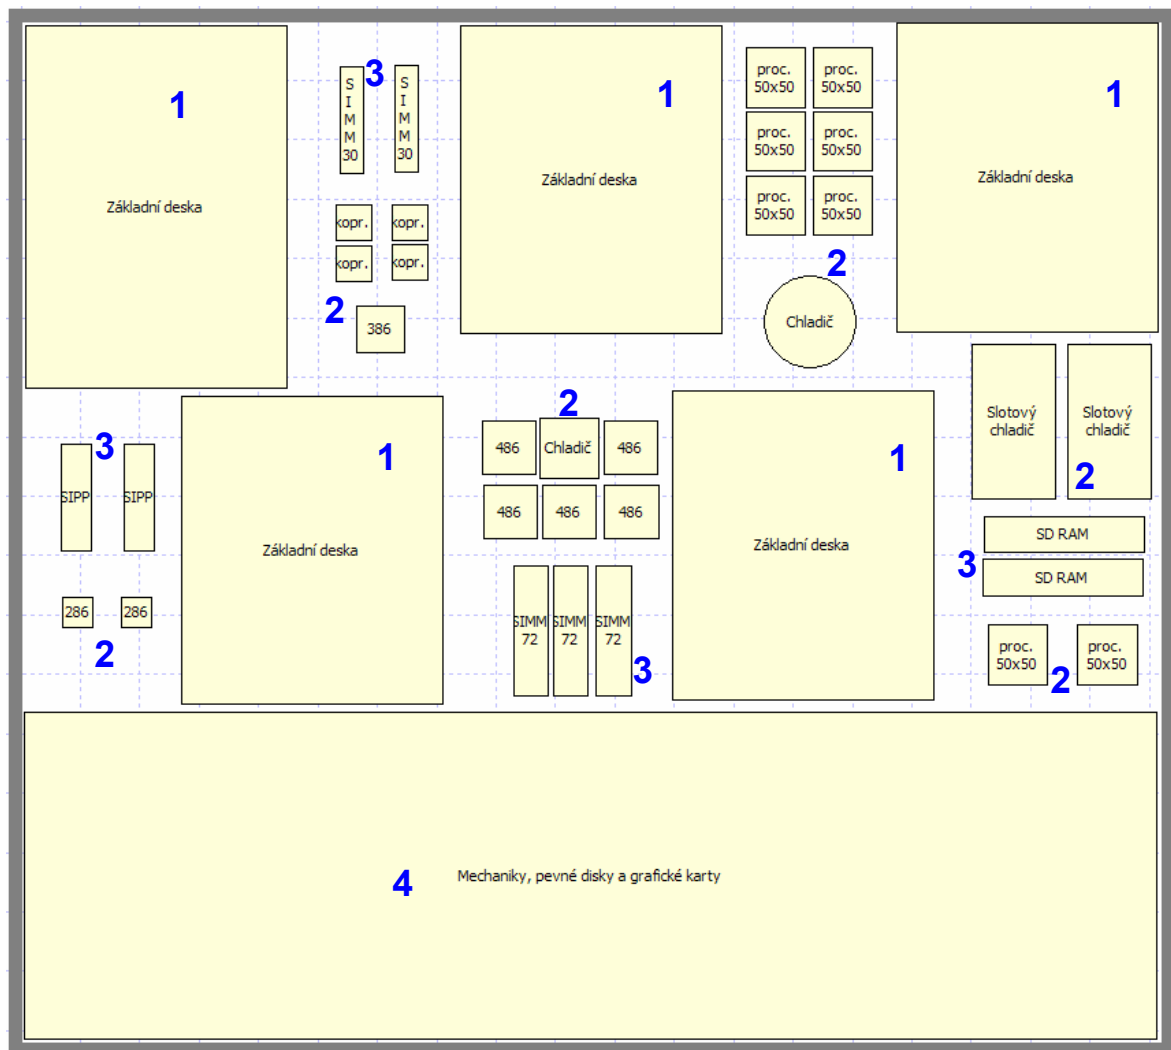 1
Základní deska
3
S
I
M
M
30
S
I
M
M
30
kopr.
kopr.
kopr.
kopr.
2
386
1
Základní deska
proc.
50x50
proc.
50x50
proc.
50x50
proc.
50x50
proc.
50x50
proc.
50x50
2
Chladič
1
Základní deska
3
SIPP
SIPP
286
286
2
1
Základní deska
2
486
Chladič
486
486
486
486
SIMM
72
SIMM
72
SIMM
72
3
1
Základní deska
Slotový
chladič
Slotový
chladič
2
SD RAM
3
SD RAM
proc.
50x50
proc.
50x50
2
4
Mechaniky, pevné disky a grafické karty